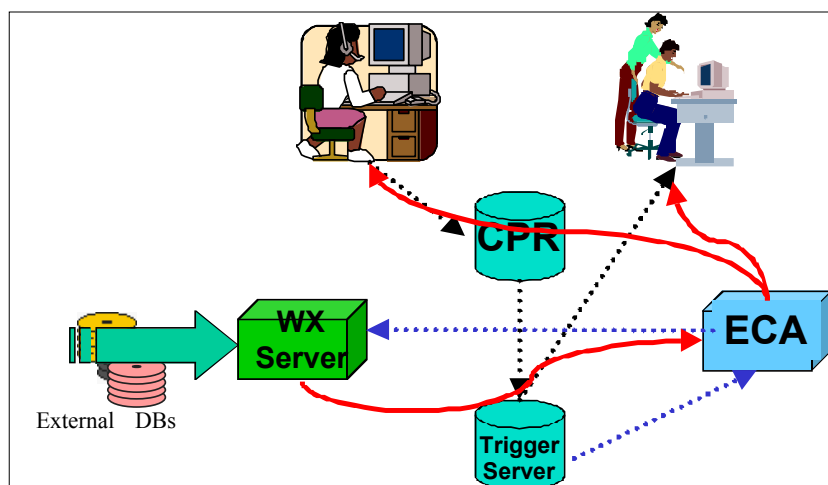 CPR
WX
Server
ECA
External DBs
Trigger
Server